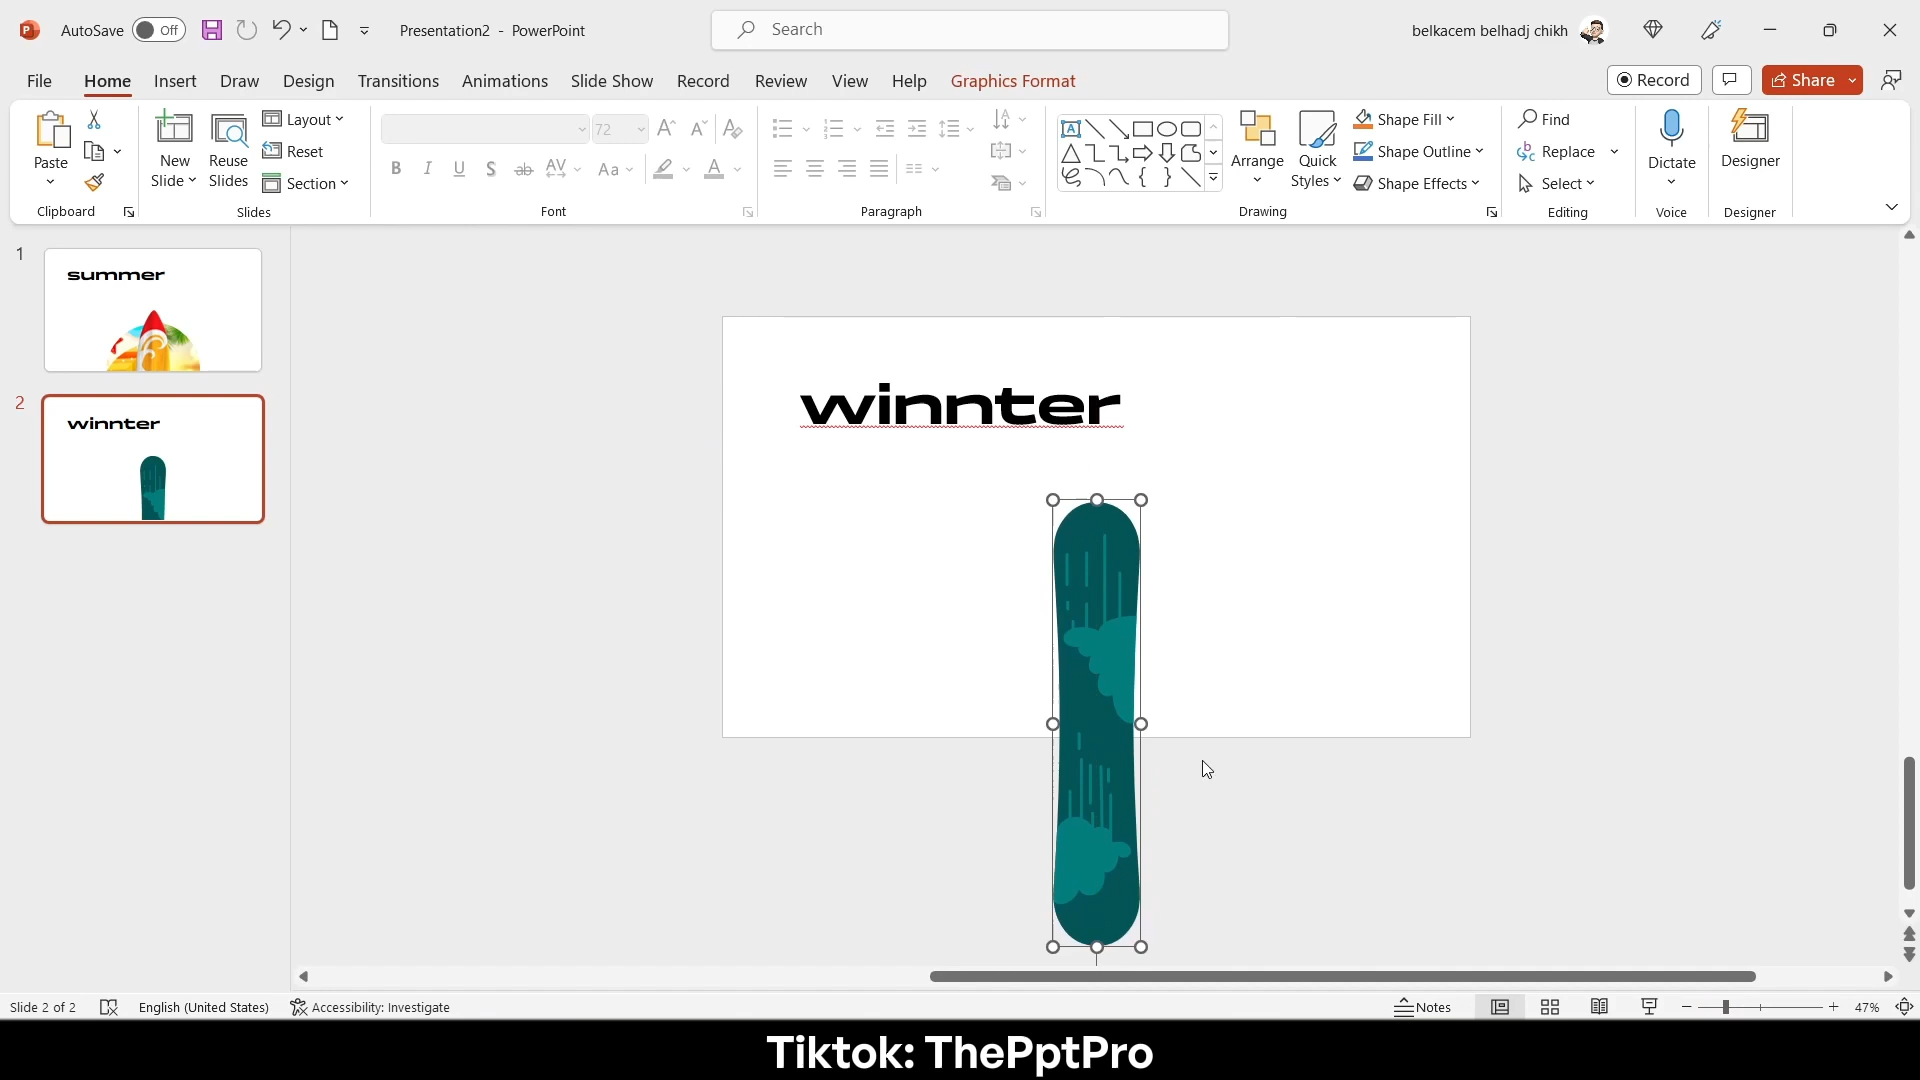 AutoSave Off Presentation2 - PowerPoint Search belkacem belhadj chikh
File Home Insert Draw Design Transitions Animations Slide Show Record Review View Help Graphics Format Record Share
Paste
New
Slide
Reuse
Slides
Layout
Reset
Section
72
B I U S ab AV Aa A
Arrange
Quick
Styles
Shape Fill
Shape Outline
Shape Effects
Find
Replace
Select
Dictate
Designer
Clipboard Slides Font Paragraph Drawing Editing Voice Designer
1
summer
2
winnter
winnter
Slide 2 of 2 English (United States) Accessibility: Investigate Notes 47%
Tiktok: ThePptPro